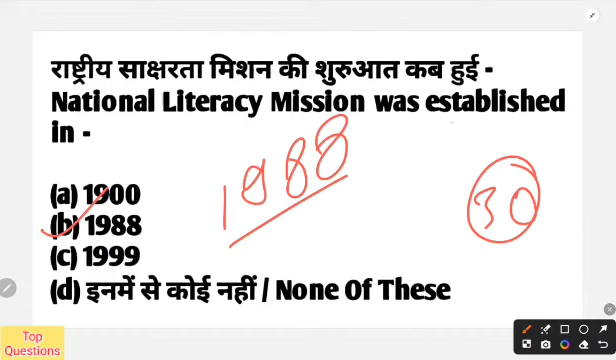 राष्ट्रीय साक्षरता मिशन की शुरुआत कब हुई -
National Literacy Mission was established
in -
1988
30
(a) 1900
(b) 1988
(c) 1999
(d) इनमें से कोई नहीं / None Of These
Top
Questions